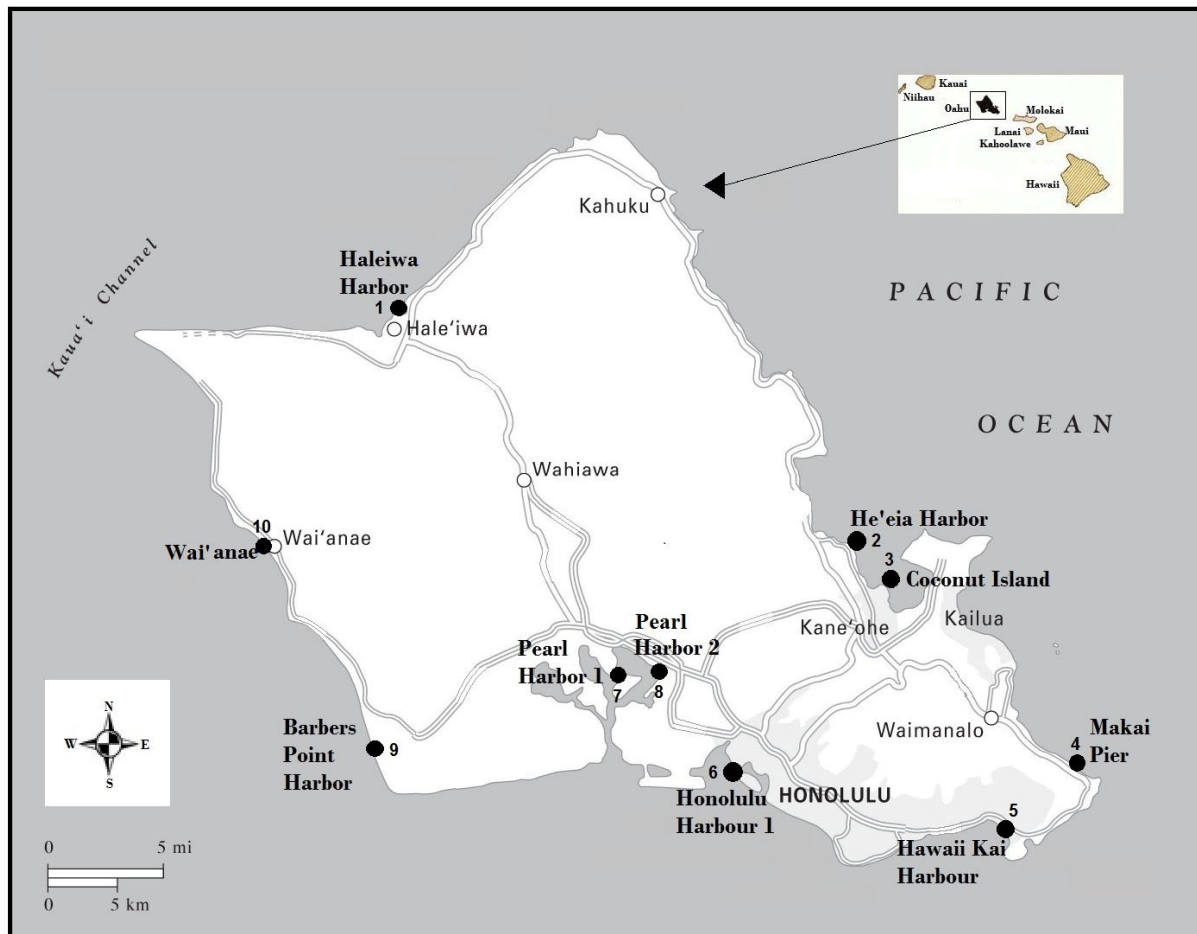 Kauai
Niihau
Oahu
Molokai
Lanai
Maui
Kahoolawe
Hawaii
Kahuku
Kaua'i Channel
Haleiwa
Harbor
1
Hale'iwa
PACIFIC
OCEAN
Wahiawa
He'eia Harbor
2
3
Coconut Island
10
Wai'anae
Wai'anae
Kane'ohe
Kailua
Pearl
Harbor 2
8
Pearl
Harbor 1
7
N
W
E
S
Barbers
Point
Harbor
9
Waimanalo
4
Makai
Pier
6
Honolulu
Harbour 1
HONOLULU
5
Hawaii Kai
Harbour
0
5 mi
0
5 km